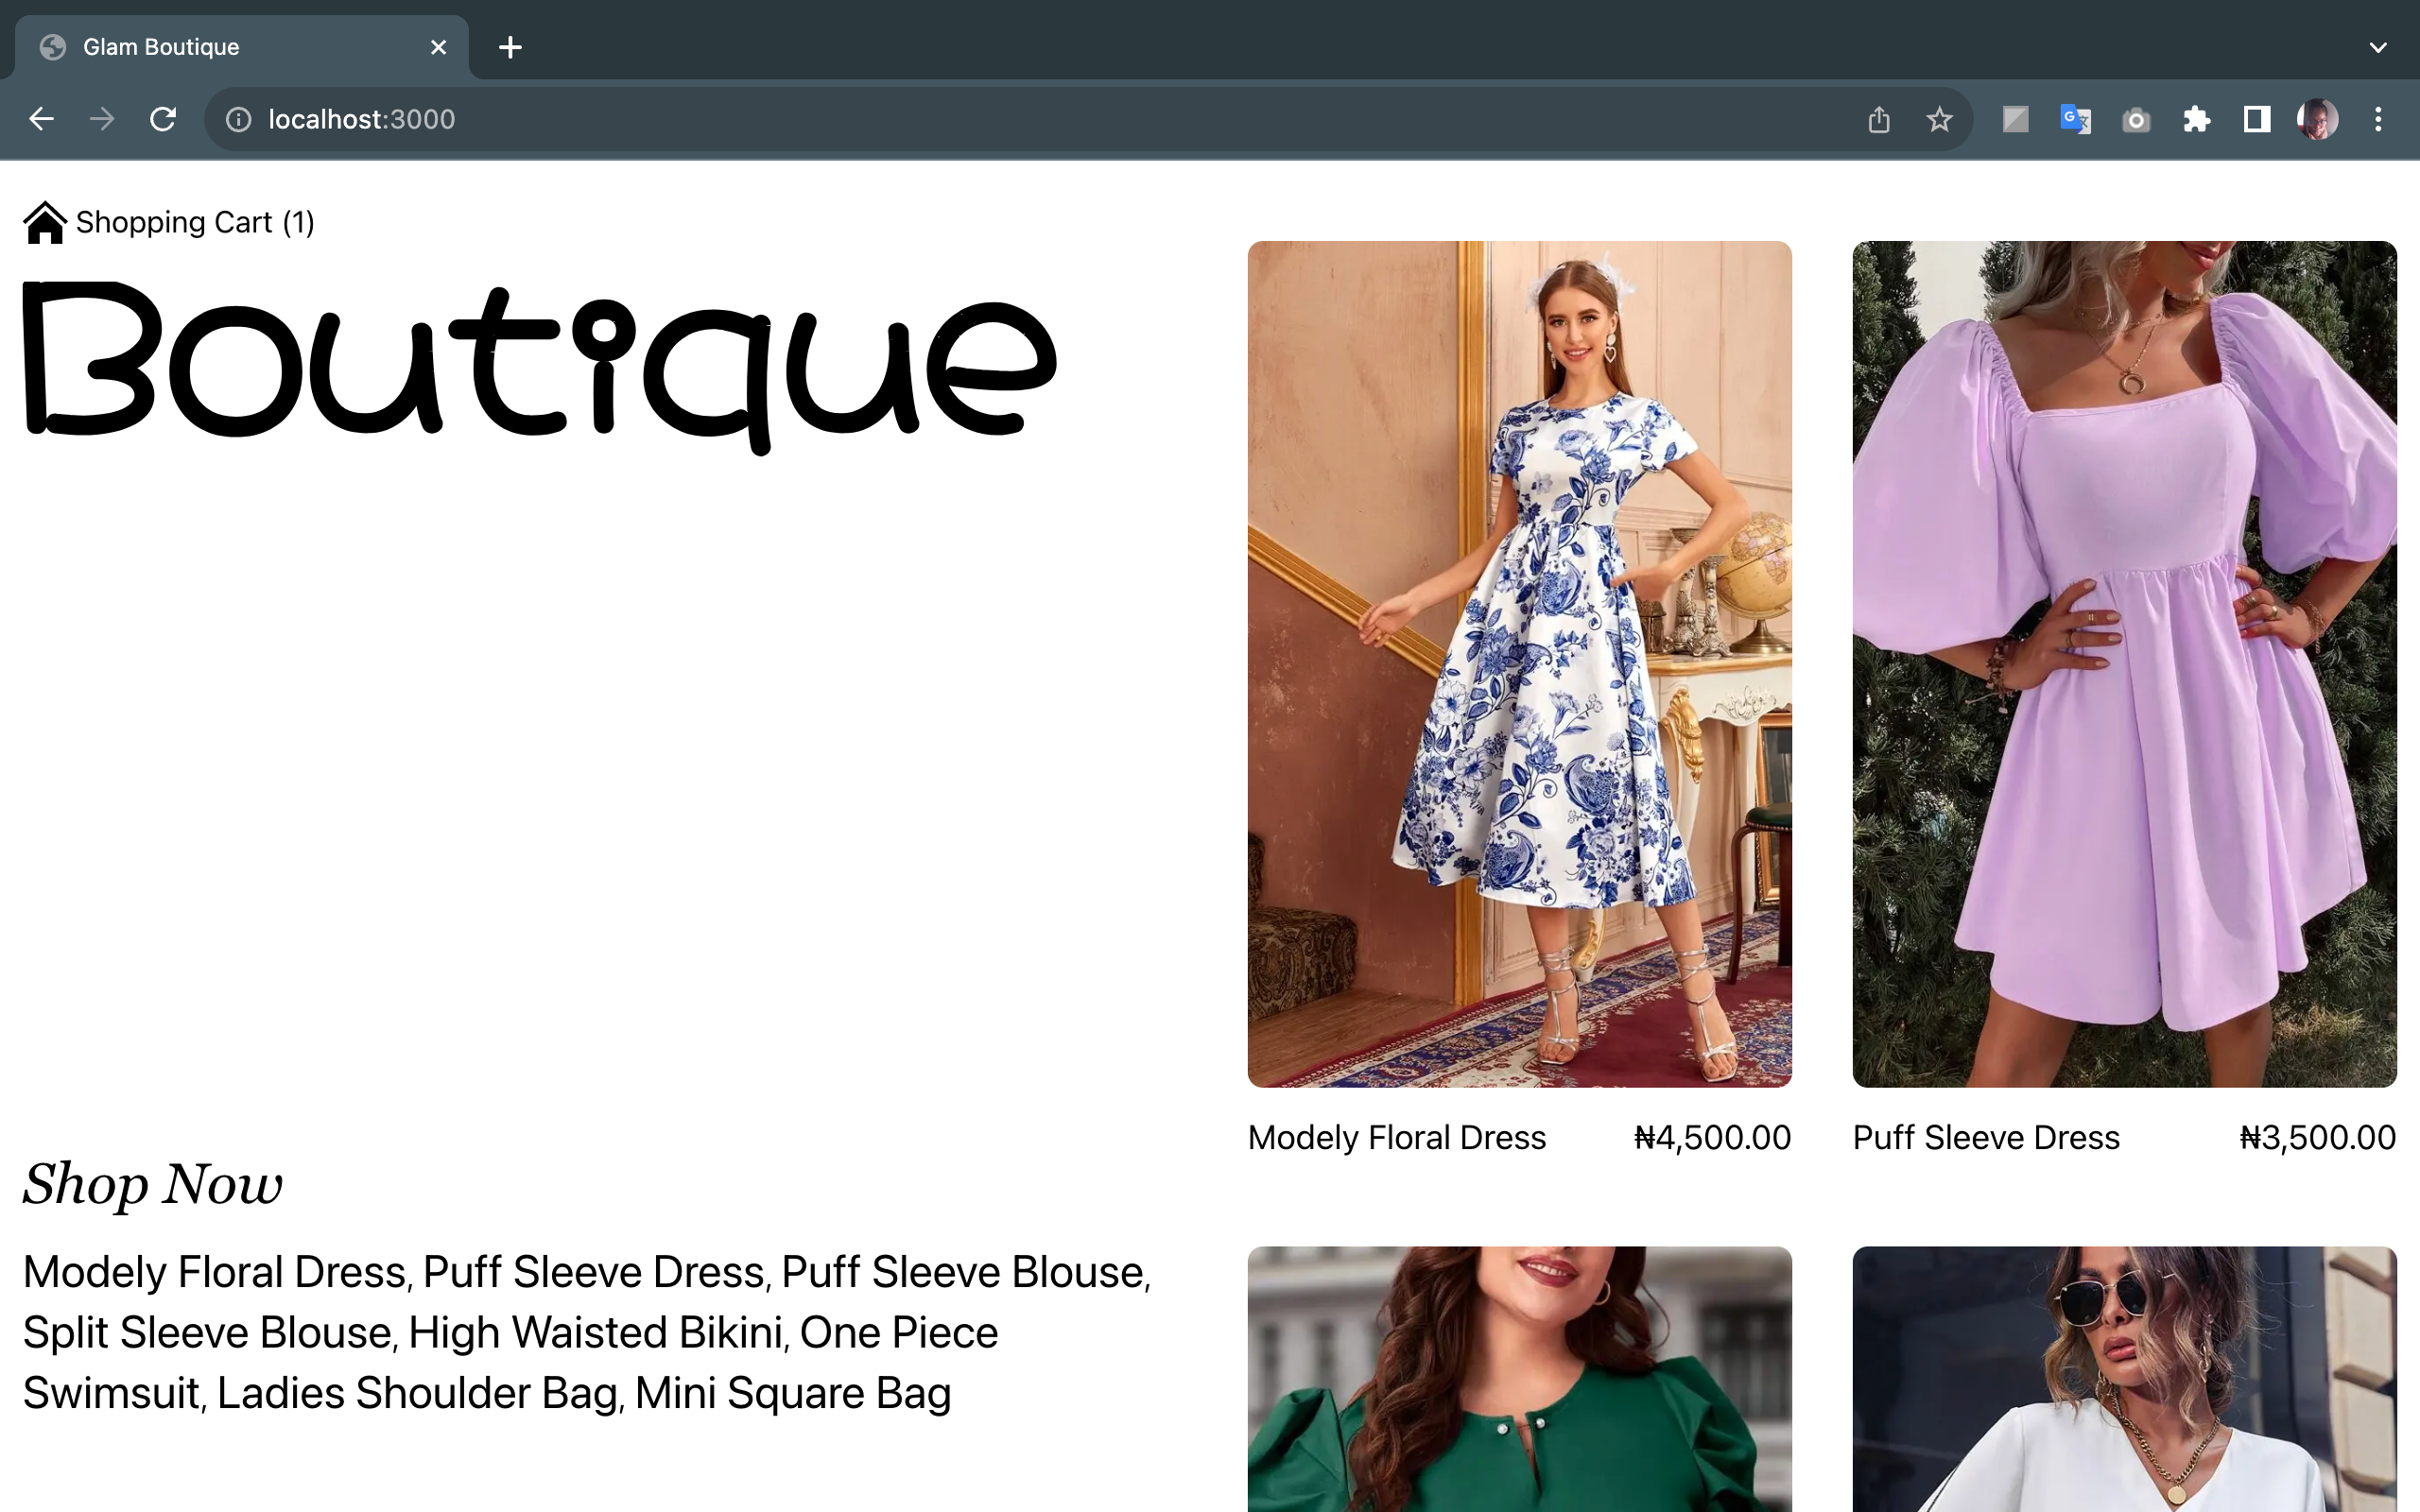 Glam Boutique
localhost:3000
Shopping Cart (1)
Boutique
Modely Floral Dress ₦4,500.00
Puff Sleeve Dress ₦3,500.00
Shop Now
Modely Floral Dress, Puff Sleeve Dress, Puff Sleeve Blouse,
Split Sleeve Blouse, High Waisted Bikini, One Piece
Swimsuit, Ladies Shoulder Bag, Mini Square Bag